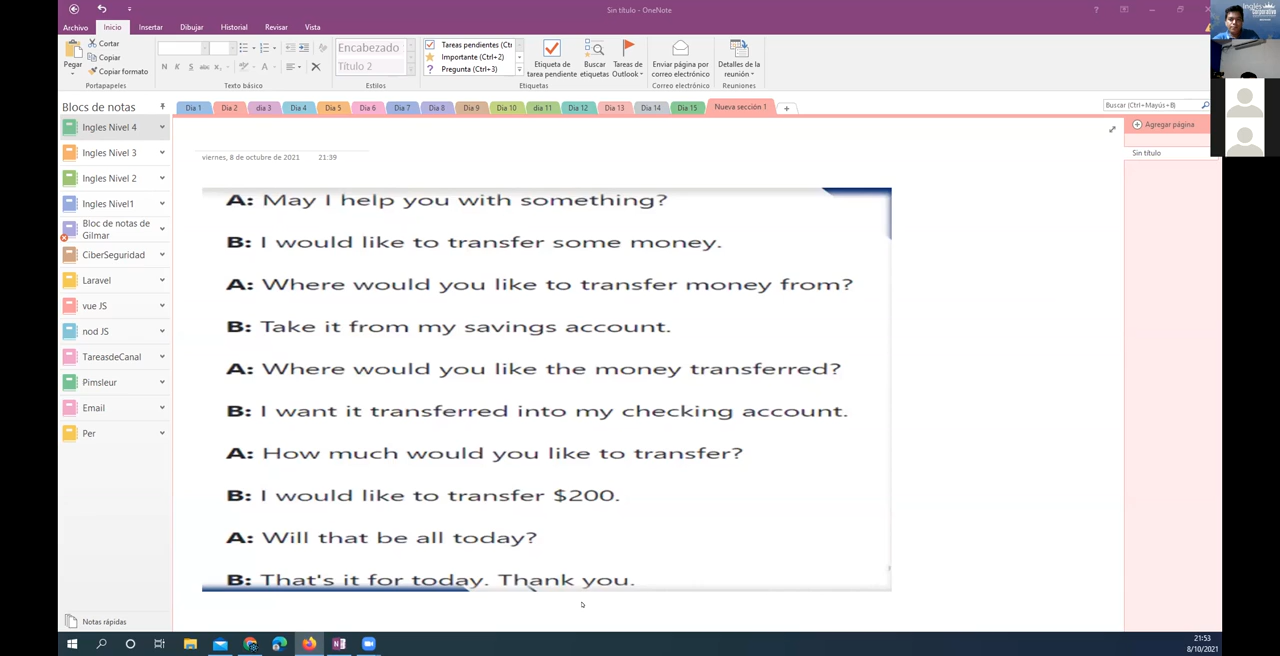 Sin título - OneNote
Archivo Inicio Insertar Dibujar Historial Revisar Vista
Pegar
Cortar
Copiar
Copiar formato
Portapapeles
N K S abc
Texto básico
Encabezado
Título 2
Estilos
Tareas pendientes (Ctr
Importante (Ctrl+2)
Pregunta (Ctrl+3)
Etiqueta de
tarea pendiente
Buscar
etiquetas
Etiquetas
Tareas de
Outlook
Enviar página por
correo electrónico
Correo electrónico
Detalles de la
reunión
Reuniones
Blocs de notas
Dia 1 Dia 2 dia 3 Dia 4 Dia 5 Dia 6 Dia 7 Dia 8 Dia 9 Dia 10 dia 11 Dia 12 Dia 13 Dia 14 Dia 15 Nueva sección 1
Buscar (Ctrl+Mayús+B)
Agregar página
Sin título
Ingles Nivel 4
Ingles Nivel 3
Ingles Nivel 2
Ingles Nivel1
Bloc de notas de
Gilmar
CiberSeguridad
Laravel
vue JS
nod JS
TareasdeCanal
Pimsleur
Email
Per
Notas rápidas
viernes, 8 de octubre de 2021 21:39
A: May I help you with something?
B: I would like to transfer some money.
A: Where would you like to transfer money from?
B: Take it from my savings account.
A: Where would you like the money transferred?
B: I want it transferred into my checking account.
A: How much would you like to transfer?
B: I would like to transfer $200.
A: Will that be all today?
B: That's it for today. Thank you.
21:53
8/10/2021